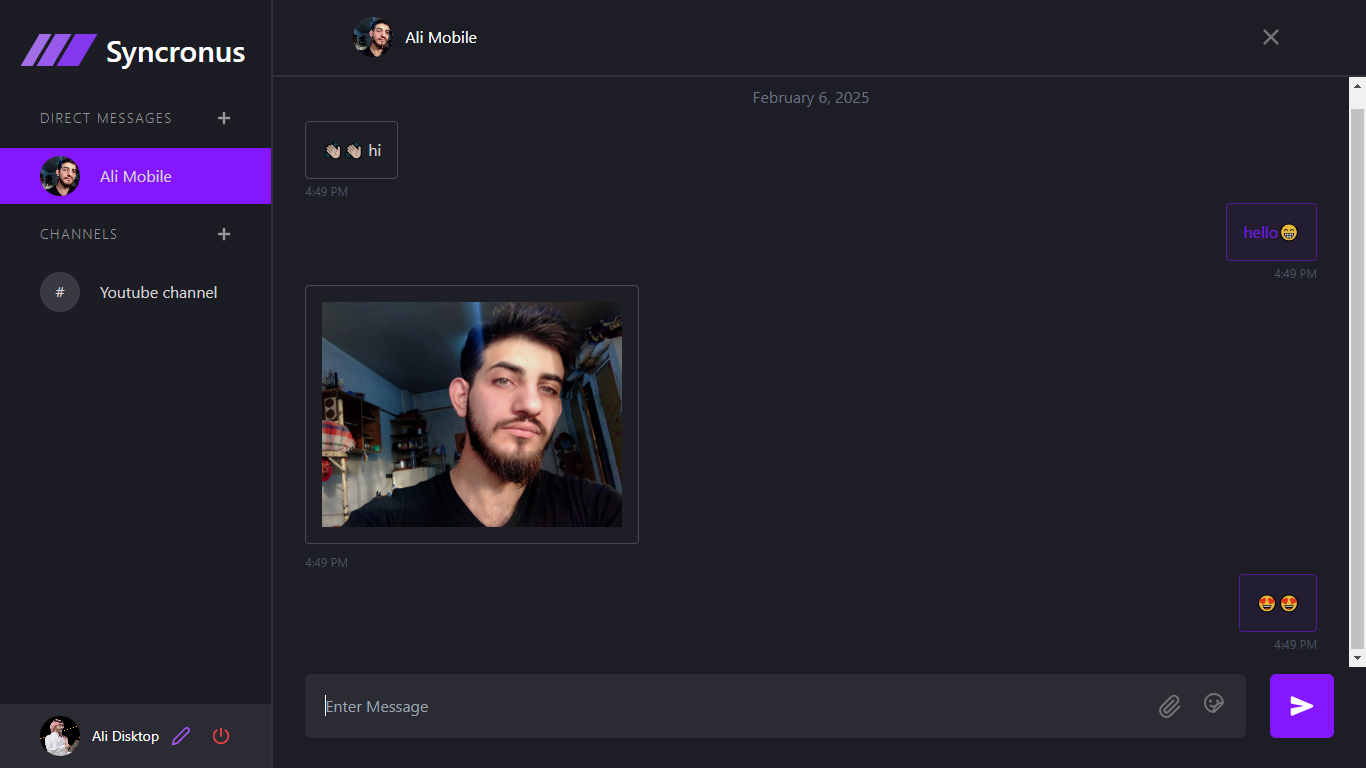 Syncronus
DIRECT MESSAGES
Ali Mobile
CHANNELS
# Youtube channel
Ali Disktop
Ali Mobile
February 6, 2025
👋🏼👋🏼 hi
4:49 PM
hello😁
4:49 PM
4:49 PM
😍😍
4:49 PM
Enter Message